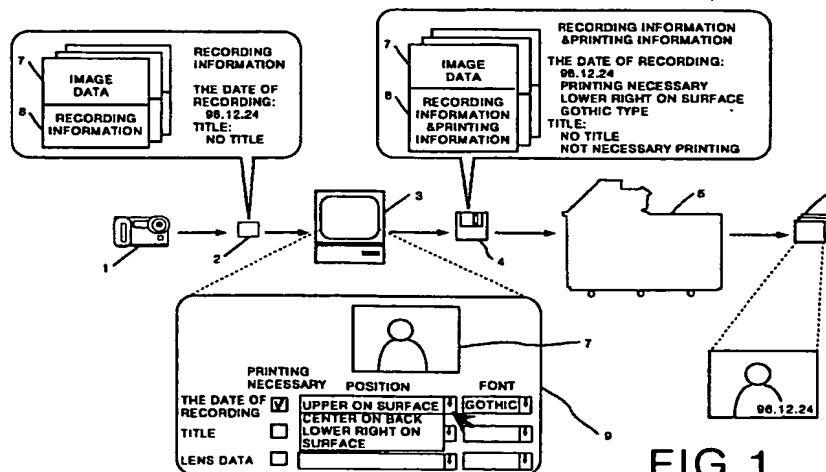 RECORDING
INFORMATION
THE DATE OF
RECORDING:
96.12.24
TITLE:
NO TITLE
7
IMAGE
DATA
8
RECORDING
INFORMATION
RECORDING INFORMATION
&PRINTING INFORMATION
THE DATE OF RECORDING:
96.12.24
PRINTING NECESSARY
LOWER RIGHT ON SURFACE
GOTHIC TYPE
TITLE:
NO TITLE
NOT NECESSARY PRINTING
7
IMAGE
DATA
8
RECORDING
INFORMATION
&PRINTING
INFORMATION
1
2
3
4
5
7
PRINTING
NECESSARY
POSITION
FONT
THE DATE OF
RECORDING
UPPER ON SURFACE
GOTHIC
CENTER ON BACK
LOWER RIGHT ON
SURFACE
TITLE
LENS DATA
9
96.12.24
FIG.1